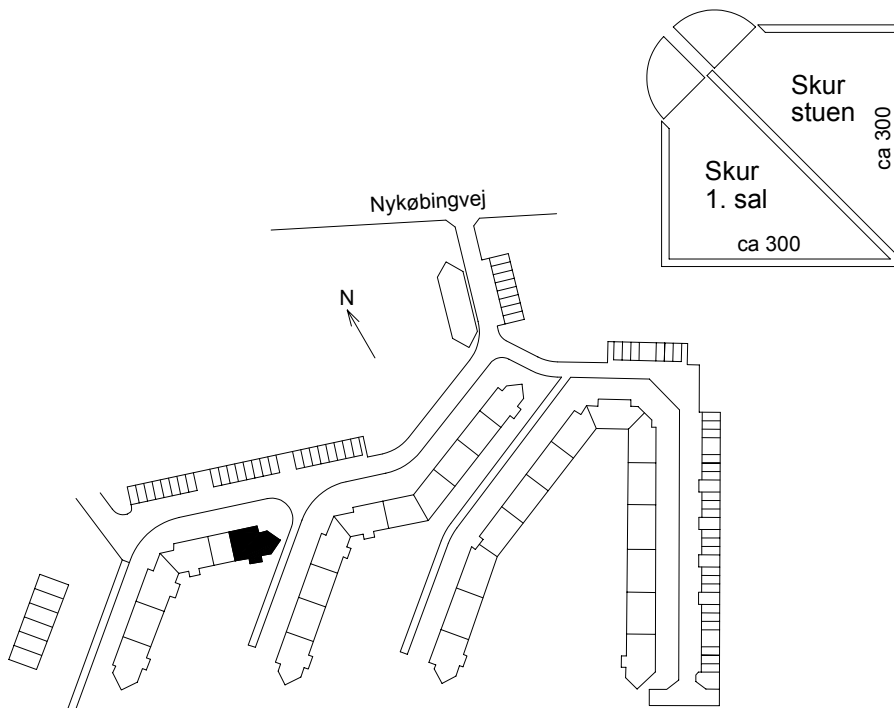 Skur
stuen
ca 300
Skur
1. sal
ca 300
Nykøbingvej
N